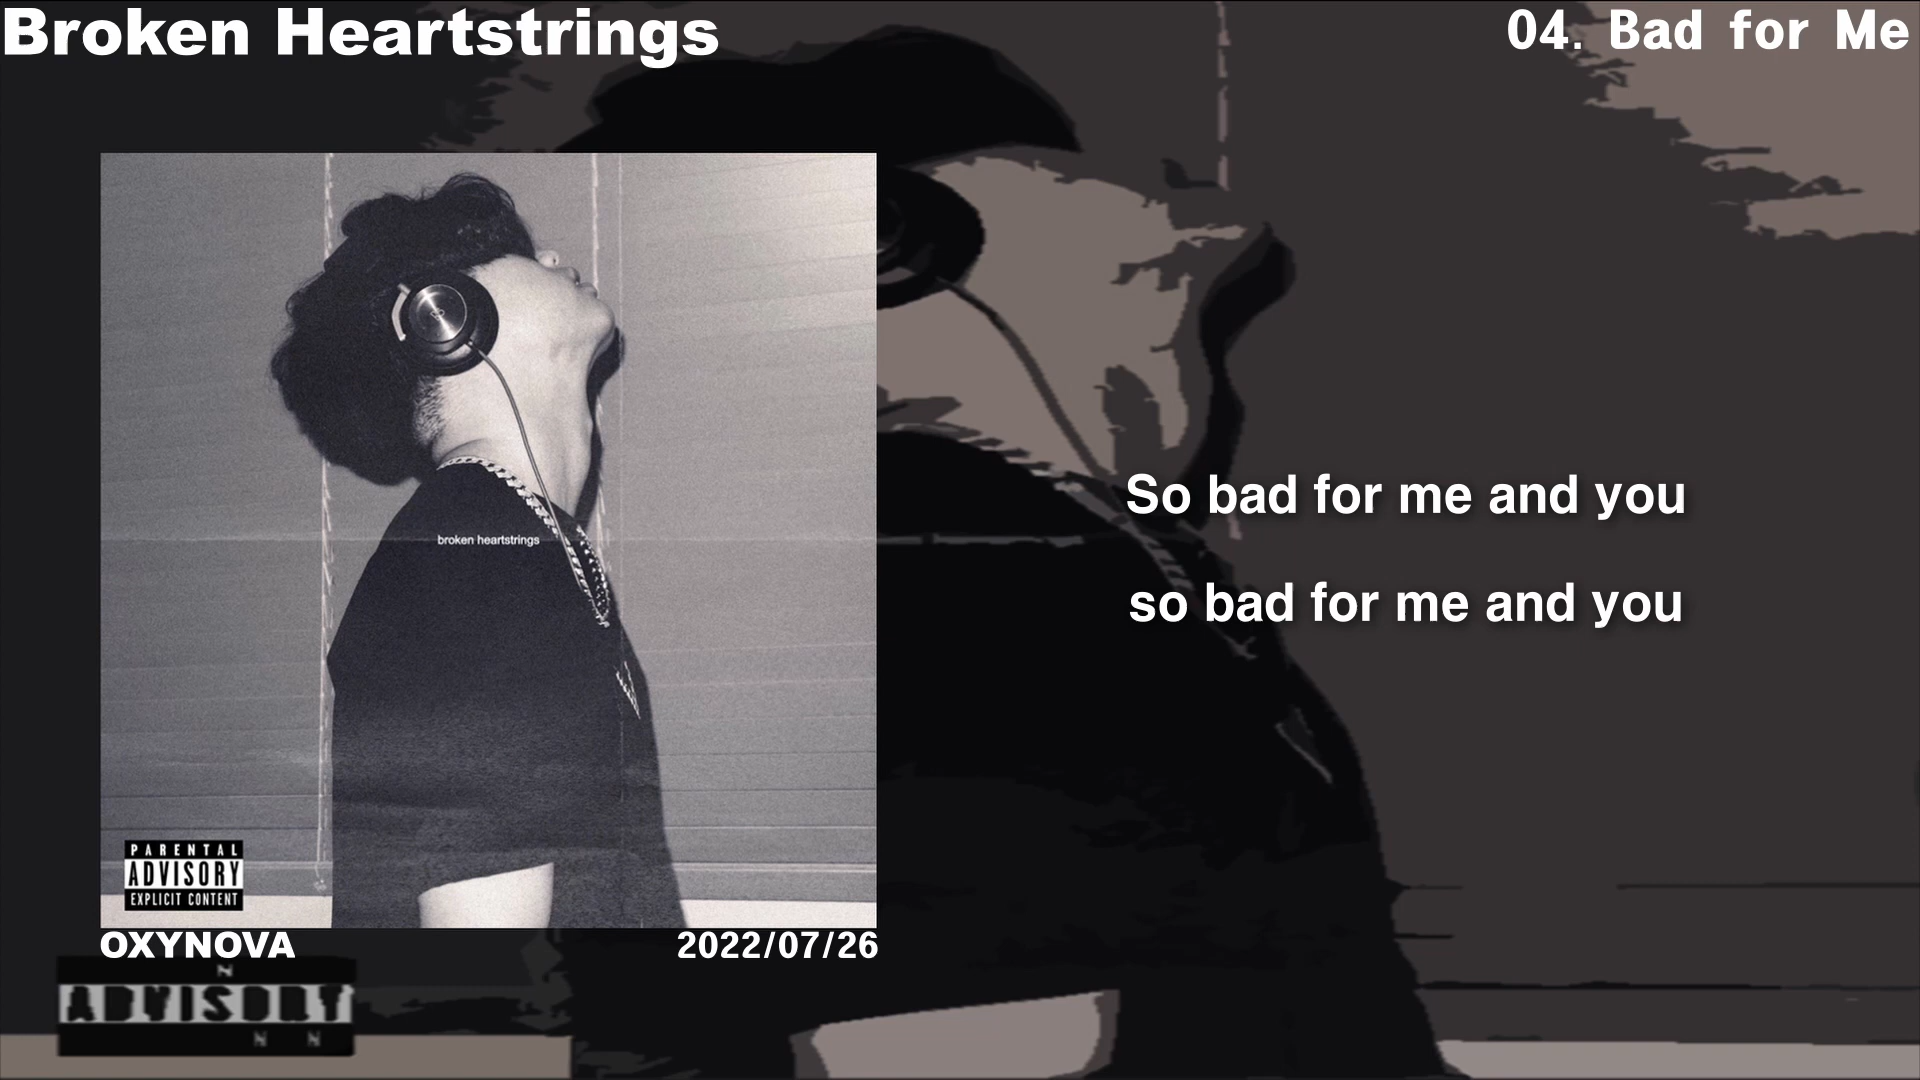 Broken Heartstrings
04. Bad for Me
broken heartstrings
So bad for me and you
so bad for me and you
PARENTAL
ADVISORY
EXPLICIT CONTENT
OXYNOVA
2022/07/26
ADVISORY